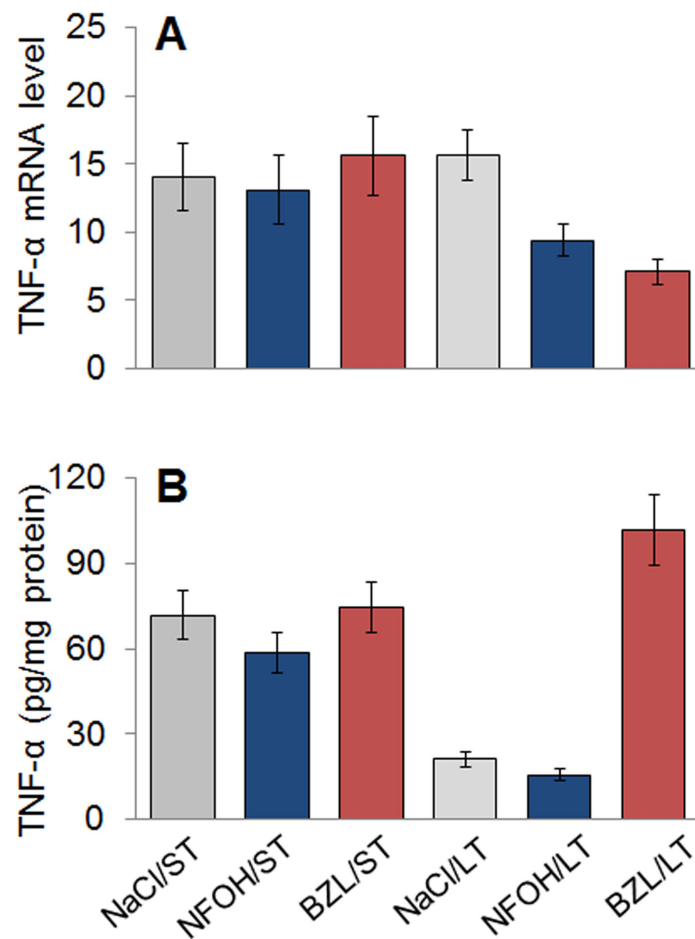 A
TNF-α mRNA level
25
20
15
10
5
0
B
TNF-α (pg/mg protein)
120
90
60
30
0
NaCl/ST
NFOH/ST
BZL/ST
NaCl/LT
NFOH/LT
BZL/LT